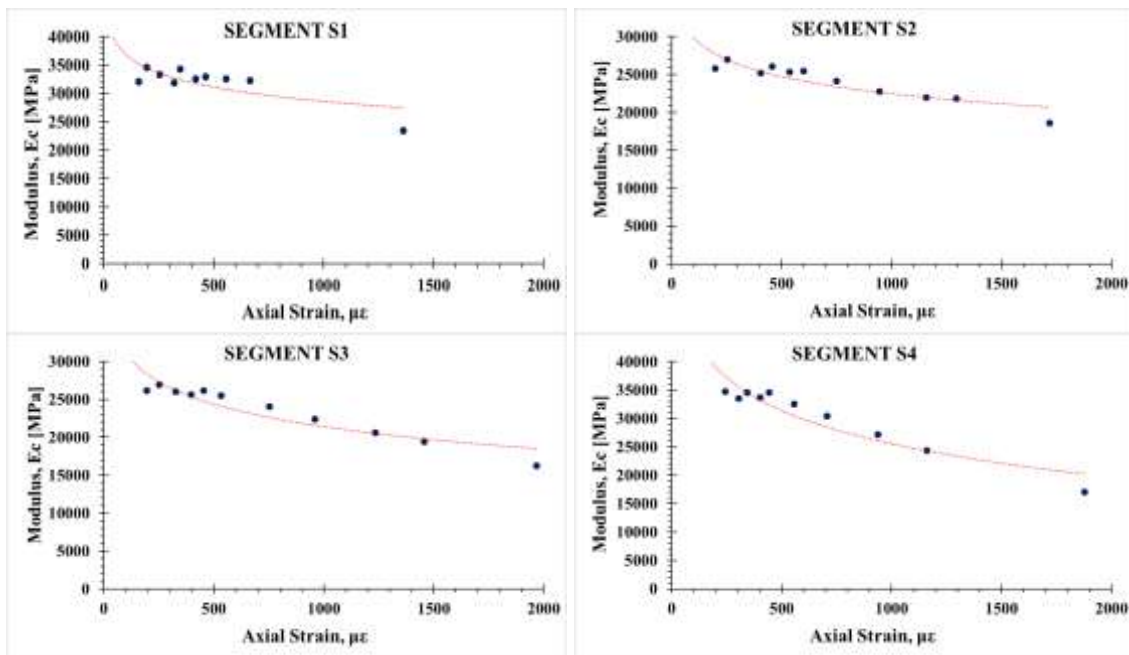 SEGMENT S1
Modulus, Ec [MPa]
40000
35000
30000
25000
20000
15000
10000
5000
0
0 500 1000 1500 2000
Axial Strain, με
SEGMENT S2
Modulus, Ec [MPa]
30000
25000
20000
15000
10000
5000
0
0 500 1000 1500 2000
Axial Strain, με
SEGMENT S3
Modulus, Ec [MPa]
30000
25000
20000
15000
10000
5000
0
0 500 1000 1500 2000
Axial Strain, με
SEGMENT S4
Modulus, Ec [MPa]
40000
35000
30000
25000
20000
15000
10000
5000
0
0 500 1000 1500 2000
Axial Strain, με